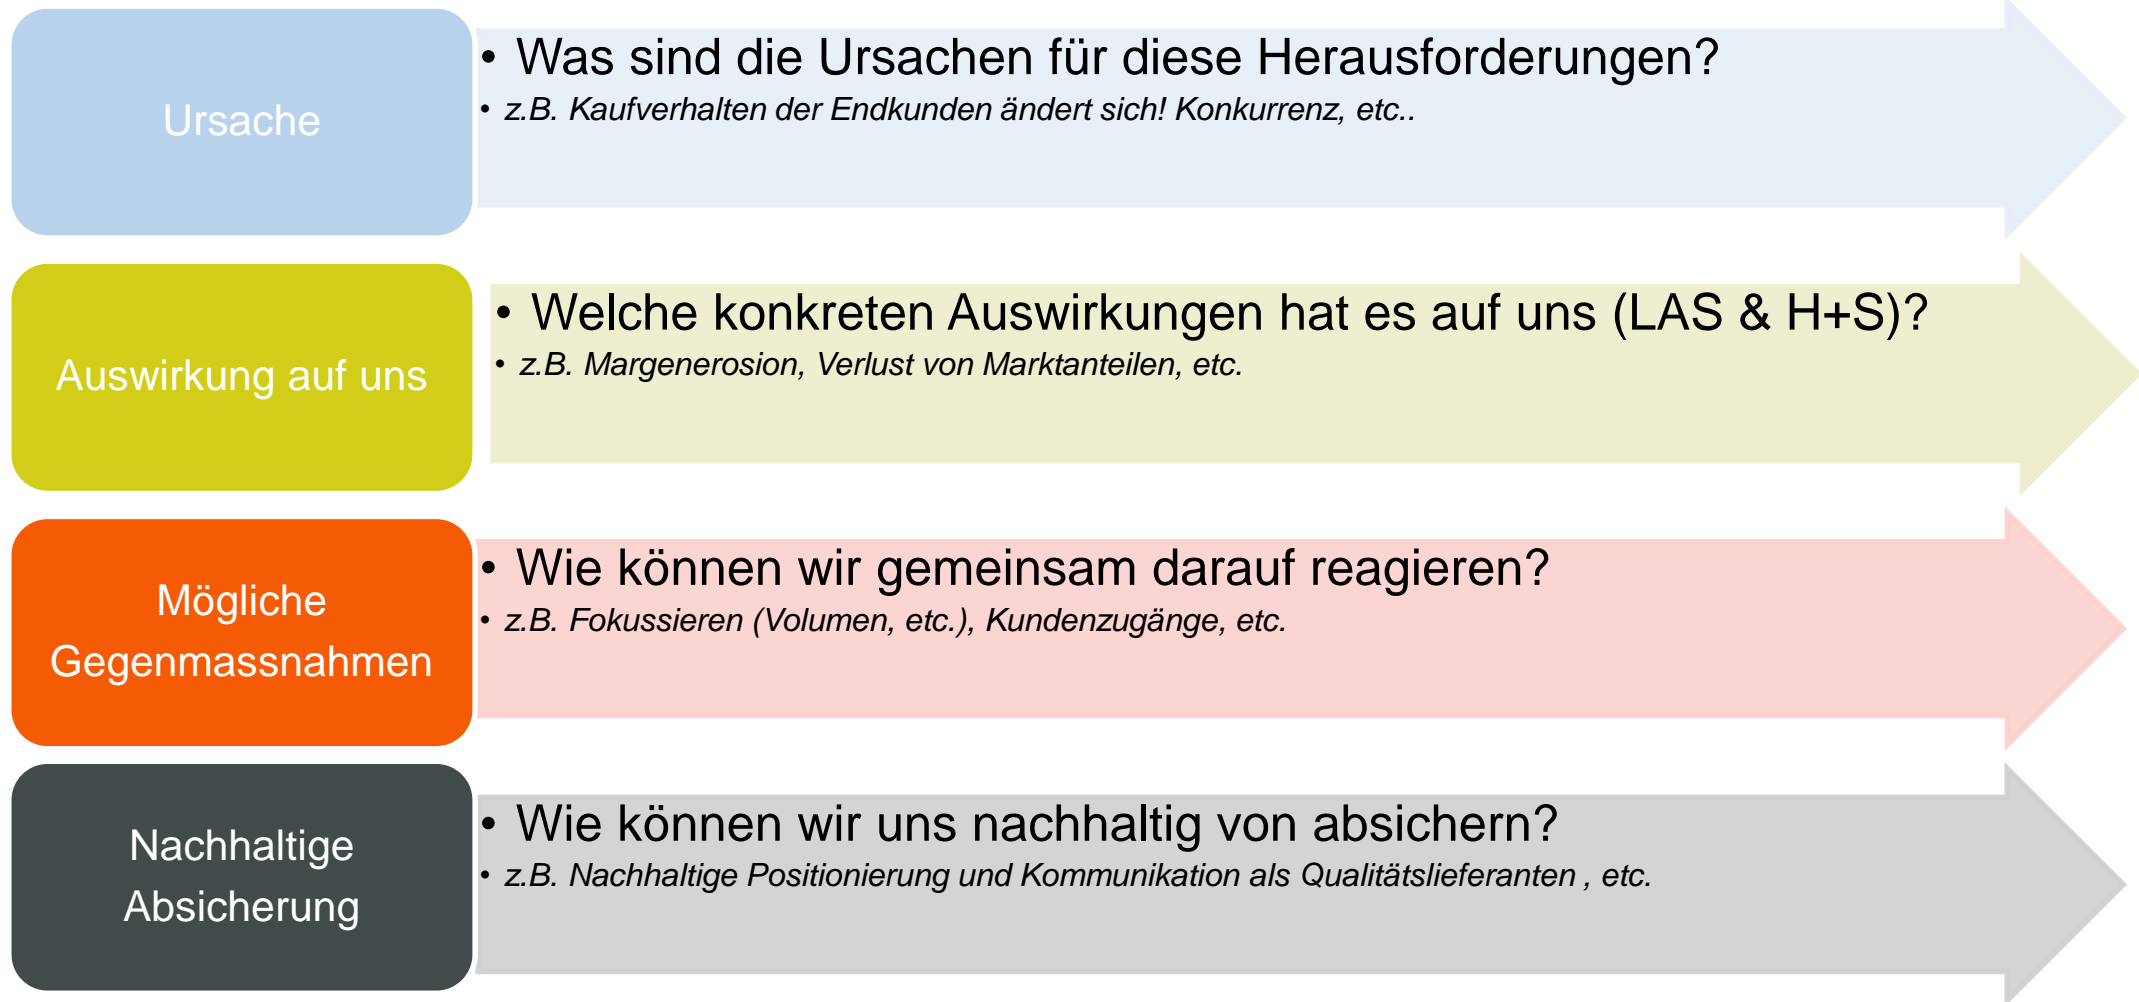 Ursache
• Was sind die Ursachen für diese Herausforderungen?
• z.B. Kaufverhalten der Endkunden ändert sich! Konkurrenz, etc..
Auswirkung auf uns
• Welche konkreten Auswirkungen hat es auf uns (LAS & H+S)?
• z.B. Margenerosion, Verlust von Marktanteilen, etc.
Mögliche
Gegenmassnahmen
• Wie können wir gemeinsam darauf reagieren?
• z.B. Fokussieren (Volumen, etc.), Kundenzugänge, etc.
Nachhaltige
Absicherung
• Wie können wir uns nachhaltig von absichern?
• z.B. Nachhaltige Positionierung und Kommunikation als Qualitätslieferanten , etc.